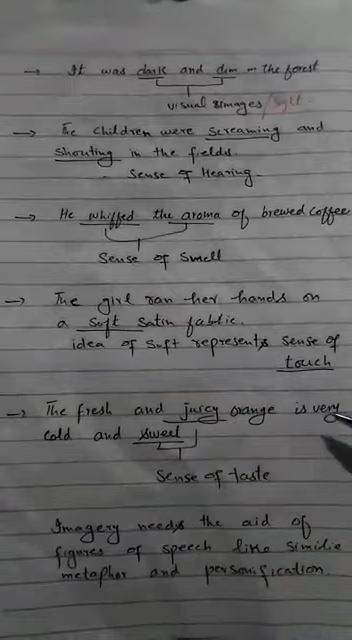 → It was dark and dim in the forest
visual images/sight.
→ The children were screaming and
shouting in the fields.
- Sense of Hearing.
→ He whiffed the aroma of brewed coffee
Sense of Smell
→ The girl ran her hands on
a soft satin fabric.
idea of soft represents sense of
touch
→ The fresh and juicy orange is very
cold and sweet
Sense of taste
Imagery needs the aid of
figures of speech like similie
metapher and personification.